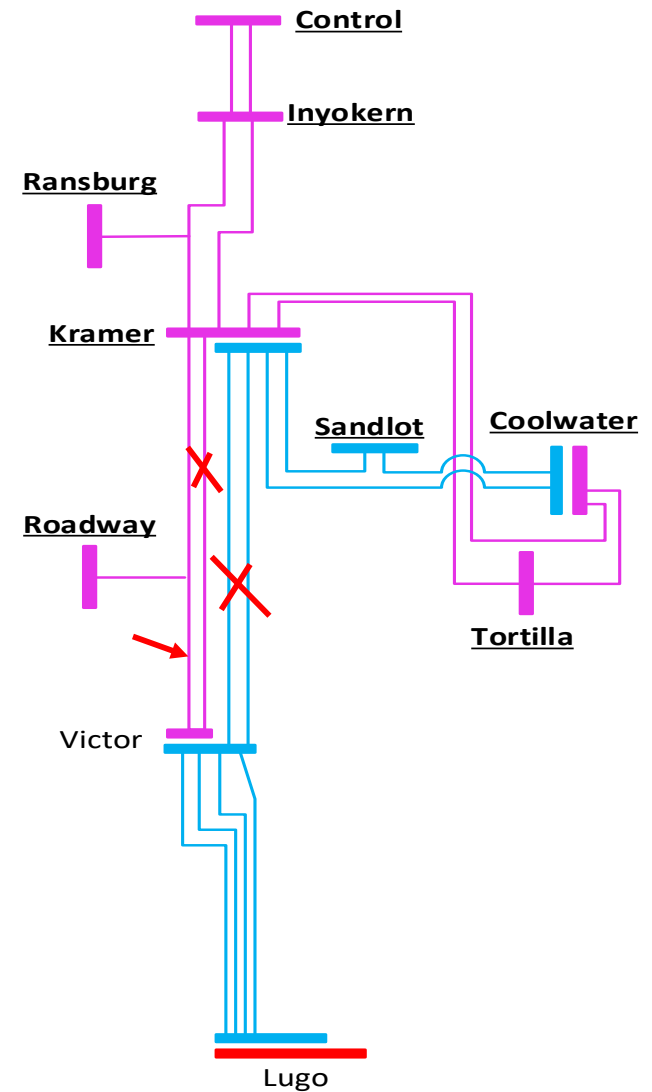 Control
Inyokern
Ransburg
Kramer
Sandlot
Coolwater
Roadway
Tortilla
Victor
Lugo